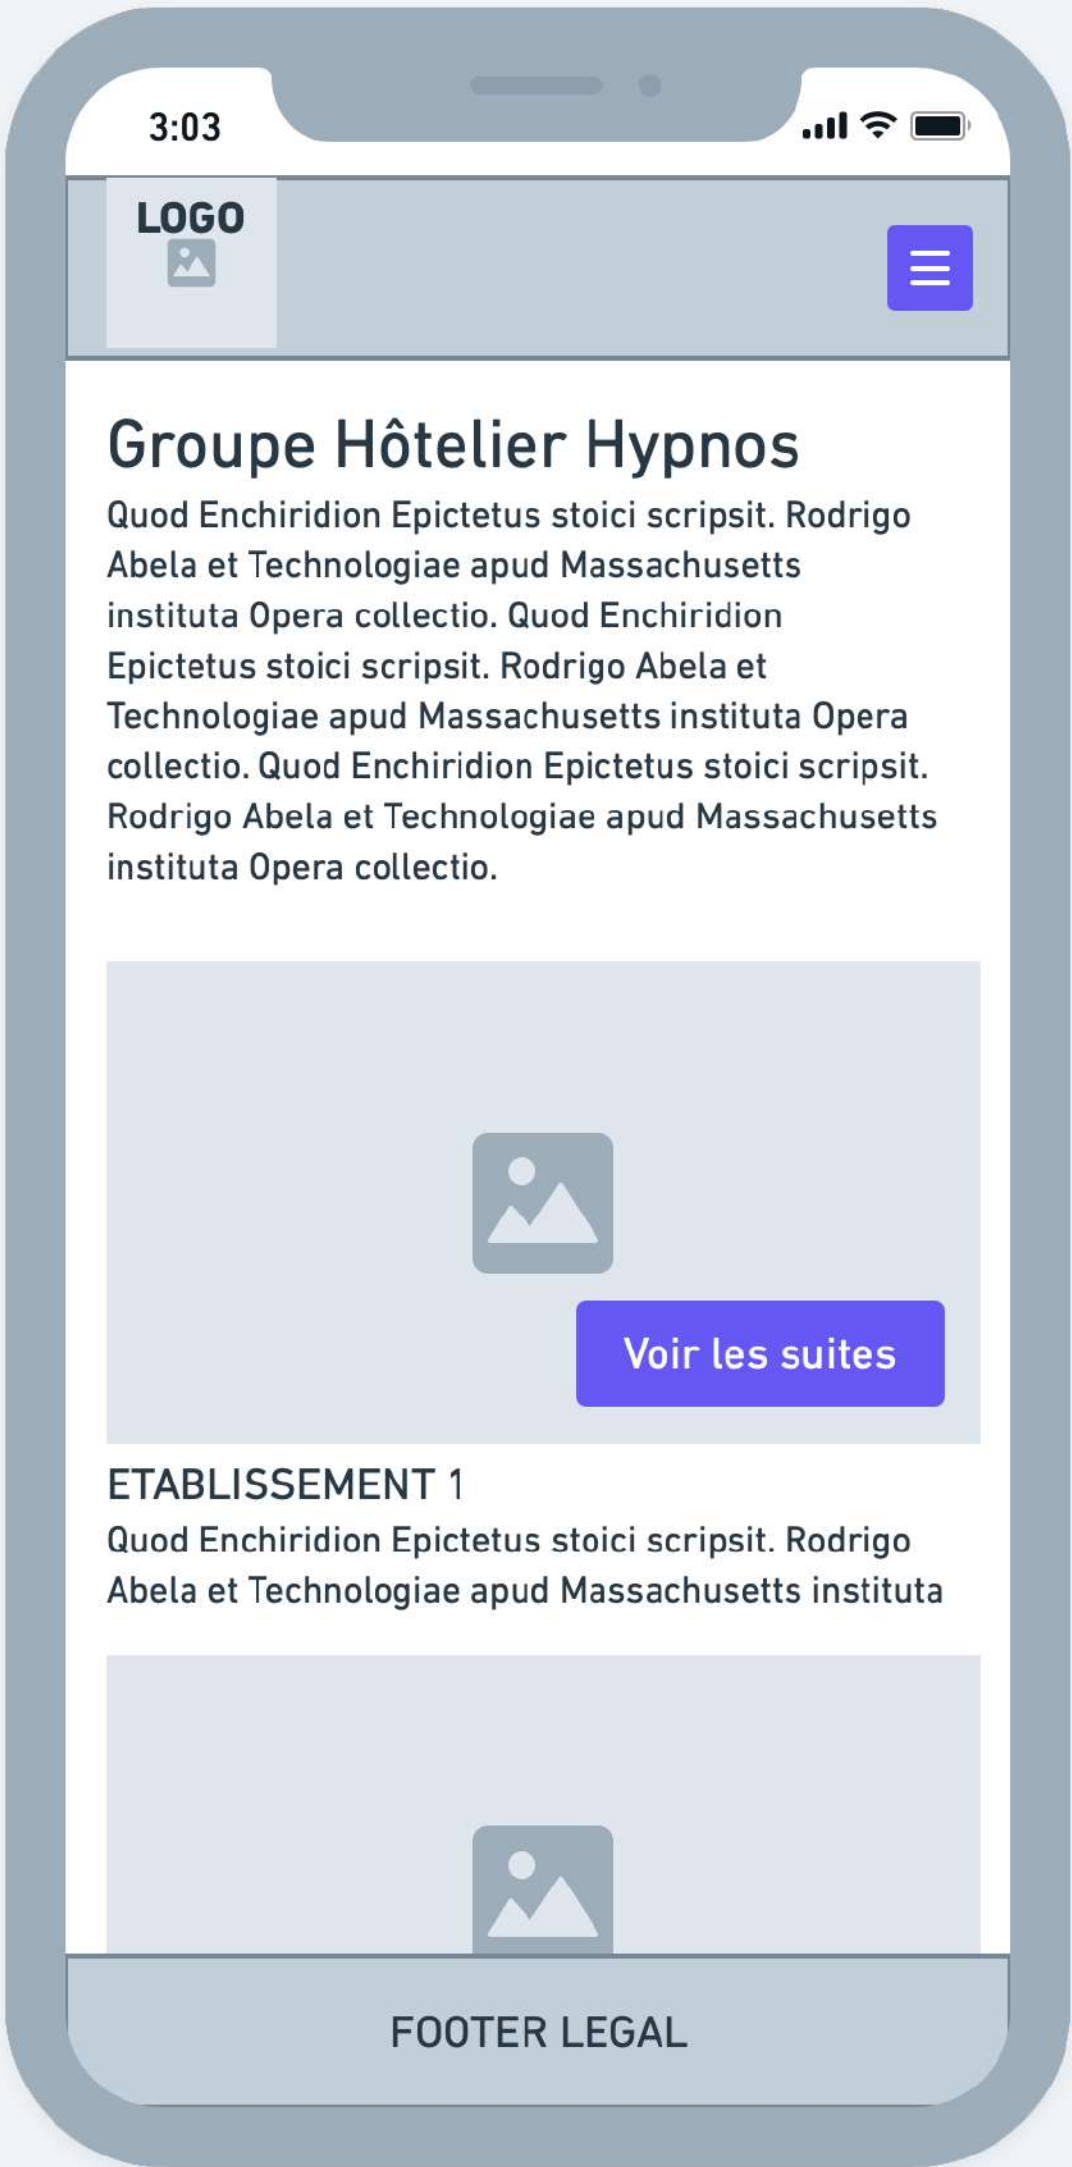 3:03
LOGO
Groupe Hôtelier Hypnos
Quod Enchiridion Epictetus stoici scripsit. Rodrigo
Abela et Technologiae apud Massachusetts
instituta Opera collectio. Quod Enchiridion
Epictetus stoici scripsit. Rodrigo Abela et
Technologiae apud Massachusetts instituta Opera
collectio. Quod Enchiridion Epictetus stoici scripsit.
Rodrigo Abela et Technologiae apud Massachusetts
instituta Opera collectio.
Voir les suites
ETABLISSEMENT 1
Quod Enchiridion Epictetus stoici scripsit. Rodrigo
Abela et Technologiae apud Massachusetts instituta
FOOTER LEGAL